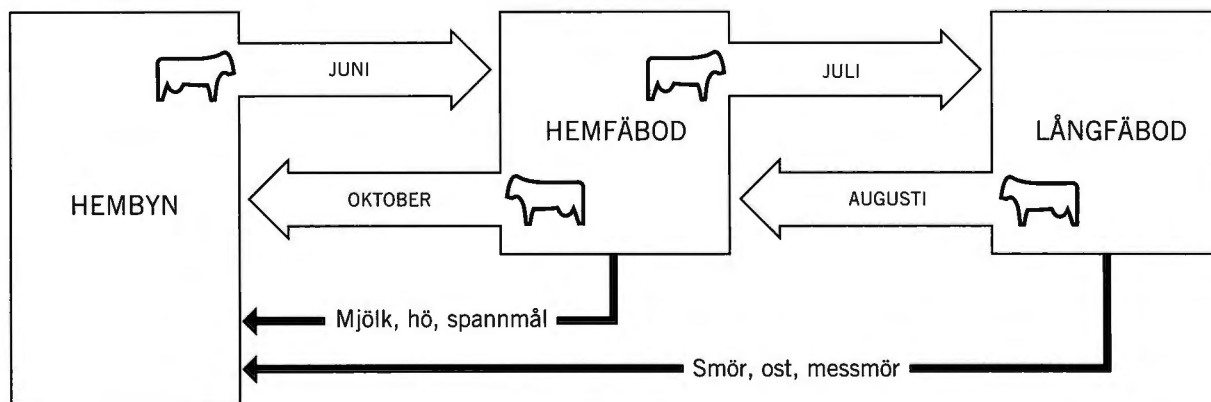 JUNI
JULI
HEMFÄBOD
LÅNGFÄBOD
HEMBYN
OKTOBER
AUGUSTI
Mjölk, hö, spannmål
Smör, ost, messmör